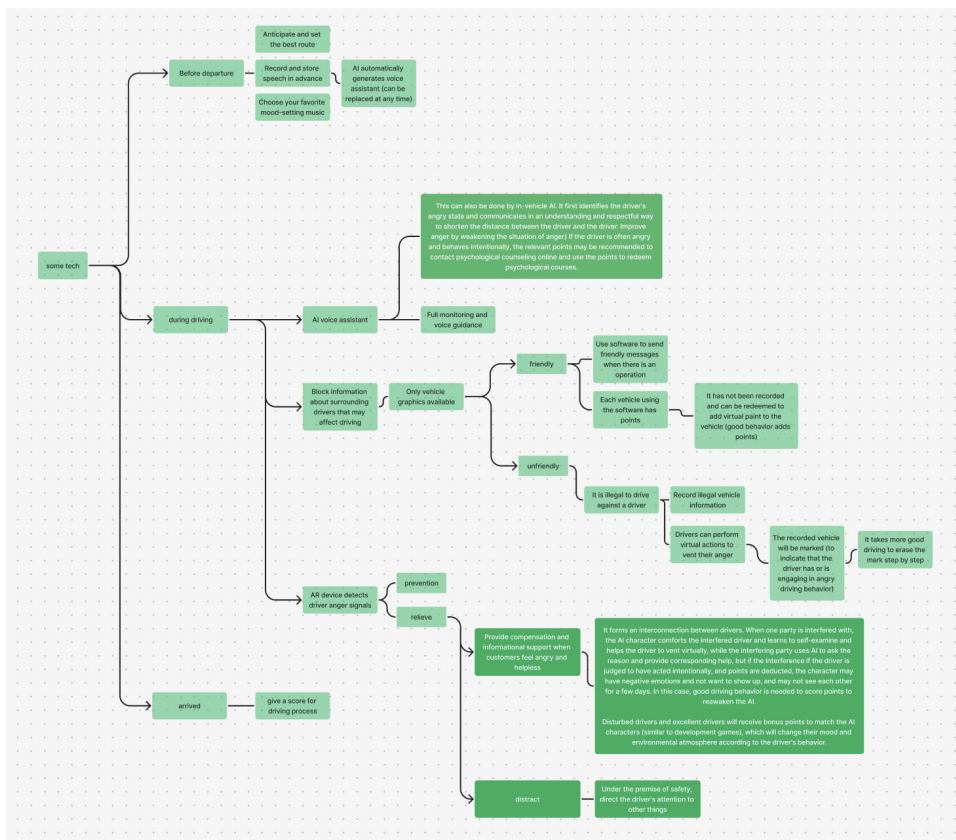 Anticipate and set
the best route
Before departure
Record and store
speech in advance
AI automatically
generates voice
assistant (can be
replaced at any time)
Choose your favorite
mood-setting music
This can also be done by in-vehicle AI. It first identifies the driver's
angry state and communicates in an understanding and respectful way
to shorten the distance between the driver and the driver. Improve
anger by weakening the situation of anger) If the driver is often angry
and behaves intentionally, the relevant points may be recommended to
contact psychological counseling online and use the points to redeem
psychological courses.
some tech
during driving
AI voice assistant
Full monitoring and
voice guidance
Block information
about surrounding
drivers that may
affect driving
Only vehicle
graphics available
friendly
Use software to send
friendly messages
when there is an
operation
Each vehicle using
the software has
points
It has not been recorded
and can be redeemed to
add virtual paint to the
vehicle (good behavior adds
points)
unfriendly
It is illegal to drive
against a driver
Record illegal vehicle
information
Drivers can perform
virtual actions to
vent their anger
The recorded vehicle
will be marked (to
indicate that the
driver has or is
engaging in angry
driving behavior)
It takes more good
driving to erase the
mark step by step
AR device detects
driver anger signals
prevention
relieve
Provide compensation and
informational support when
customers feel angry and
helpless
It forms an interconnection between drivers. When one party is interfered with,
the AI character comforts the interfered driver and learns to self-examine and
helps the driver to vent virtually, while the interfering party uses AI to ask the
reason and provide corresponding help, but if the interference If the driver is
judged to have acted intentionally, and points are deducted, the character may
have negative emotions and not want to show up, and may not see each other
for a few days. In this case, good driving behavior is needed to score points to
reawaken the AI.
Disturbed drivers and excellent drivers will receive bonus points to match the AI
characters (similar to development games), which will change their mood and
environmental atmosphere according to the driver's behavior.
arrived
give a score for
driving process
distract
Under the premise of safety,
direct the driver's attention to
other things